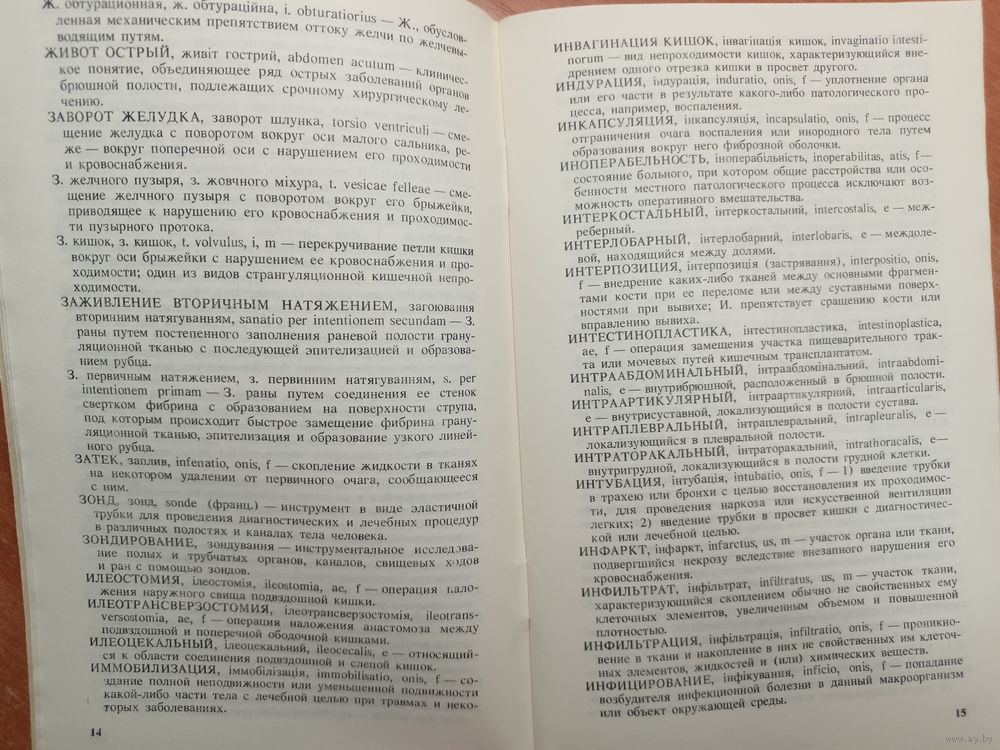 Ж. обтурационная, ж. обтураційна, i. obturatiorius — Ж., обуслов-
ленная механическим препятствием оттоку желчи по желчевы-
водящим путям.
ЖИВОТ ОСТРЫЙ, живіт гострий, abdomen acutum — клиничес-
кое понятие, объединяющее ряд острых заболеваний органов
брюшной полости, подлежащих срочному хирургическому ле-
чению.
ЗАВОРОТ ЖЕЛУДКА, заворот шлунка, torsio ventriculi — сме-
щение желудка с поворотом вокруг оси малого сальника, ре-
же — вокруг поперечной оси с нарушением его проходимости
и кровоснабжения.
З. желчного пузыря, з. жовчного міхура, t. vesicae felleae — сме-
щение желчного пузыря с поворотом вокруг его брыжейки,
приводящее к нарушению его кровоснабжения и проходимос-
ти пузырного протока.
З. кишок, з. кишок, t. volvulus, i, m — перекручивание петли кишки
вокруг оси брыжейки с нарушением ее кровоснабжения и про-
ходимости; один из видов странгуляционной кишечной непро-
ходимости.
ЗАЖИВЛЕНИЕ ВТОРИЧНЫМ НАТЯЖЕНИЕМ, загоювання
вторинним натягуванням, sanatio per intentionem secundam — З.
раны путем постепенного заполнения раневой полости грану-
ляционной тканью с последующей эпителизацией и образова-
нием рубца.
З. первичным натяжением, з. первинним натягуванням, s. per
intentionem primam — З. раны путем соединения ее стенок
свертком фибрина с образованием на поверхности струпа,
под которым происходит быстрое замещение фибрина грану-
ляционной тканью, эпителизация и образование узкого линей-
ного рубца.
ЗАТЕК, заплив, infenatio, onis, f — скопление жидкости в тканях
на некотором удалении от первичного очага, сообщающееся
с ним.
ЗОНД, зонд, sonde (франц.) — инструмент в виде эластичной
трубки для проведения диагностических и лечебных процедур
в различных полостях и каналах тела человека.
ЗОНДИРОВАНИЕ, зондування — инструментальное исследова-
ние полых и трубчатых органов, каналов, свищевых ходов
и ран с помощью зондов.
ИЛЕОСТОМИЯ, ілеостомія, ileostomia, ae, f — операция нало-
жения наружного свища подвздошной кишки.
ИЛЕОТРАНСВЕРЗОСТОМИЯ, ілеотрансверзостомія, ileotrans-
versostomia, ae, f — операция наложения анастомоза между
подвздошной и поперечной ободочной кишками.
ИЛЕОЦЕКАЛЬНЫЙ, ілеоцекальний, ileocecalis, e — относящий-
ся к области соединения подвздошной и слепой кишок.
ИММОБИЛИЗАЦИЯ, іммобілізація, immobilisatio, onis, f — со-
здание полной неподвижности или уменьшенной подвижности
какой-либо части тела с лечебной целью при травмах и неко-
торых заболеваниях.
14
ИНВАГИНАЦИЯ КИШОК, інвагінація кишок, invaginatio intesti-
norum — вид непроходимости кишок, характеризующийся вне-
дрением одного отрезка кишки в просвет другого.
ИНДУРАЦИЯ, індурація, induratio, onis, f — уплотнение органа
или его части в результате какого-либо патологического про-
цесса, например, воспаления.
ИНКАПСУЛЯЦИЯ, інкапсуляція, incapsulatio, onis, f — процесс
отграничения очага воспаления или инородного тела путем
образования вокруг него фиброзной оболочки.
ИНОПЕРАБЕЛЬНОСТЬ, іноперабільність, inoperabilitas, atis, f—
состояние больного, при котором общие расстройства или осо-
бенности местного патологического процесса исключают воз-
можность оперативного вмешательства.
ИНТЕРКОСТАЛЬНЫЙ, інтеркостальний, intercostalis, e — меж-
реберный.
ИНТЕРЛОБАРНЫЙ, інтерлобарний, interlobaris, e — междоле-
вой, находящийся между долями.
ИНТЕРПОЗИЦИЯ, інтерпозиція (застрявання), interpositio, onis,
f — внедрение каких-либо тканей между основными фрагмен-
тами кости при ее переломе или между суставными поверх-
ностями при вывихе; И. препятствует сращению кости или
вправлению вывиха.
ИНТЕСТИНОПЛАСТИКА, інтестинопластика, intestinoplastica,
ae, f — операция замещения участка пищеварительного трак-
та или мочевых путей кишечным трансплантатом.
ИНТРААБДОМИНАЛЬНЫЙ, інтраабдомінальний, intraabdomi-
nalis, e — внутрибрюшной, расположенный в брюшной полости.
ИНТРААРТИКУЛЯРНЫЙ, інтраартикулярний, intraarticularis,
e — внутрисуставной, локализующийся в полости сустава.
ИНТРАПЛЕВРАЛЬНЫЙ, інтраплевральний, intrapleuralis, e —
локализующийся в плевральной полости.
ИНТРАТОРАКАЛЬНЫЙ, інтраторакальний, intrathoracalis, e—
внутригрудной, локализующийся в полости грудной клетки.
ИНТУБАЦИЯ, інтубація, intubatio, onis, f — 1) введение трубки
в трахею или бронхи с целью восстановления их проходимос-
ти, для проведения наркоза или искусственной вентиляции
легких; 2) введение трубки в просвет кишки с диагностичес-
кой или лечебной целью.
ИНФАРКТ, інфаркт, infarctus, us, m — участок органа или ткани,
подвергшийся некрозу вследствие внезапного нарушения его
кровоснабжения.
ИНФИЛЬТРАТ, інфільтрат, infiltratus, us, m — участок ткани,
характеризующийся скоплением обычно не свойственных ему
клеточных элементов, увеличенным объемом и повышенной
плотностью.
ИНФИЛЬТРАЦИЯ, інфільтрація, infiltratio, onis, f — проникно-
вение в ткани и накопление в них не свойственных им клеточ-
ных элементов, жидкостей и (или) химических веществ.
ИНФИЦИРОВАНИЕ, інфікування, inficio, onis, f — попадание
возбудителя инфекционной болезни в данный макроорганизм
или объект окружающей среды.
15
www.ay.by